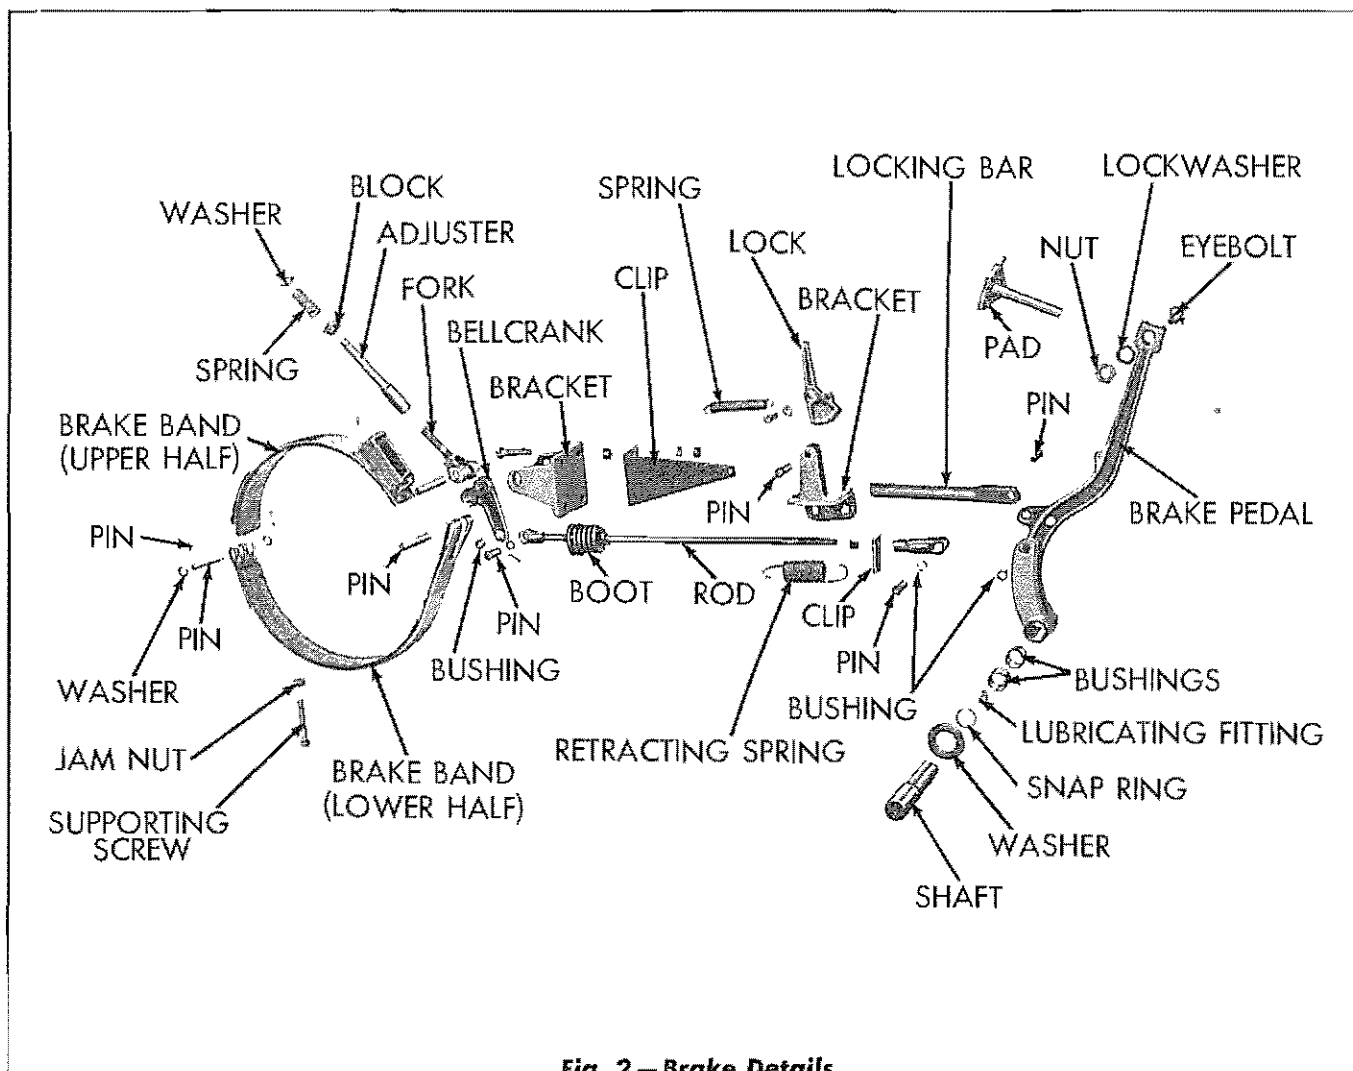 LOCKING BAR
LOCKWASHER
SPRING
BLOCK
WASHER
ADJUSTER
LOCK
NUT
EYEBOLT
FORK
CLIP
BRACKET
BELLCRANK
PAD
SPRING
BRACKET
PIN
BRAKE BAND
(UPPER HALF)
PIN
BRAKE PEDAL
PIN
PIN
BOOT
ROD
CLIP
PIN
PIN
BUSHING
PIN
WASHER
BUSHING
BUSHINGS
RETRACTING SPRING
LUBRICATING FITTING
JAM NUT
BRAKE BAND
(LOWER HALF)
SNAP RING
SUPPORTING
SCREW
WASHER
SHAFT
Fig. 2—Brake Details